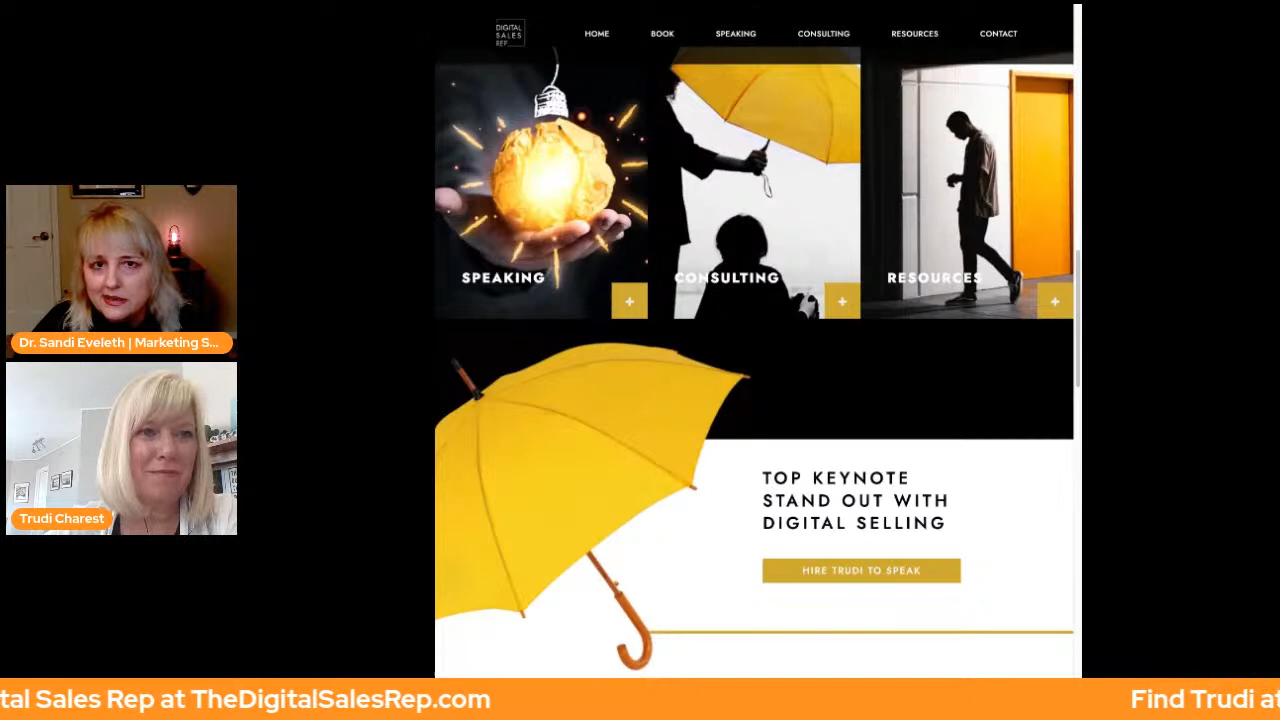 DIGITAL
SALES
REP
HOME BOOK SPEAKING CONSULTING RESOURCES CONTACT
SPEAKING
CONSULTING
RESOURCES
+
+
+
Dr. Sandi Eveleth | Marketing S...
Trudi Charest
TOP KEYNOTE
STAND OUT WITH
DIGITAL SELLING
HIRE TRUDI TO SPEAK
tal Sales Rep at TheDigitalSalesRep.com
Find Trudi at